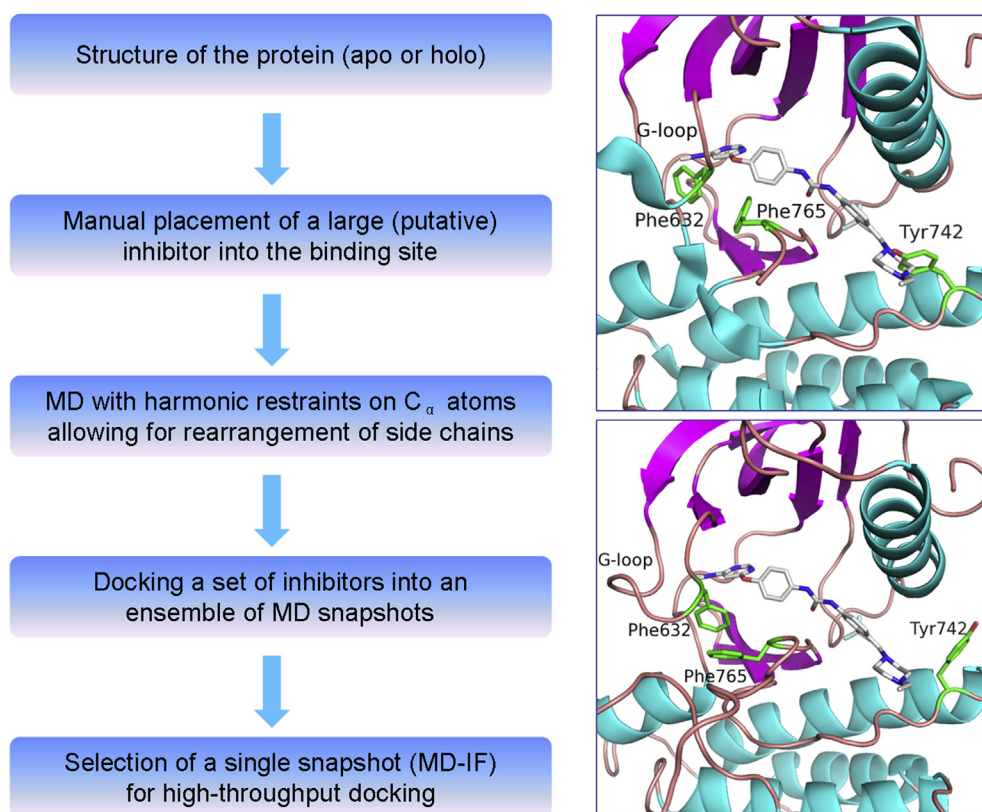 Structure of the protein (apo or holo)
Manual placement of a large (putative)
inhibitor into the binding site
MD with harmonic restraints on Cα atoms
allowing for rearrangement of side chains
Docking a set of inhibitors into an
ensemble of MD snapshots
Selection of a single snapshot (MD-IF)
for high-throughput docking
G-loop
Phe632
Phe765
Tyr742
G-loop
Phe632
Tyr742
Phe765